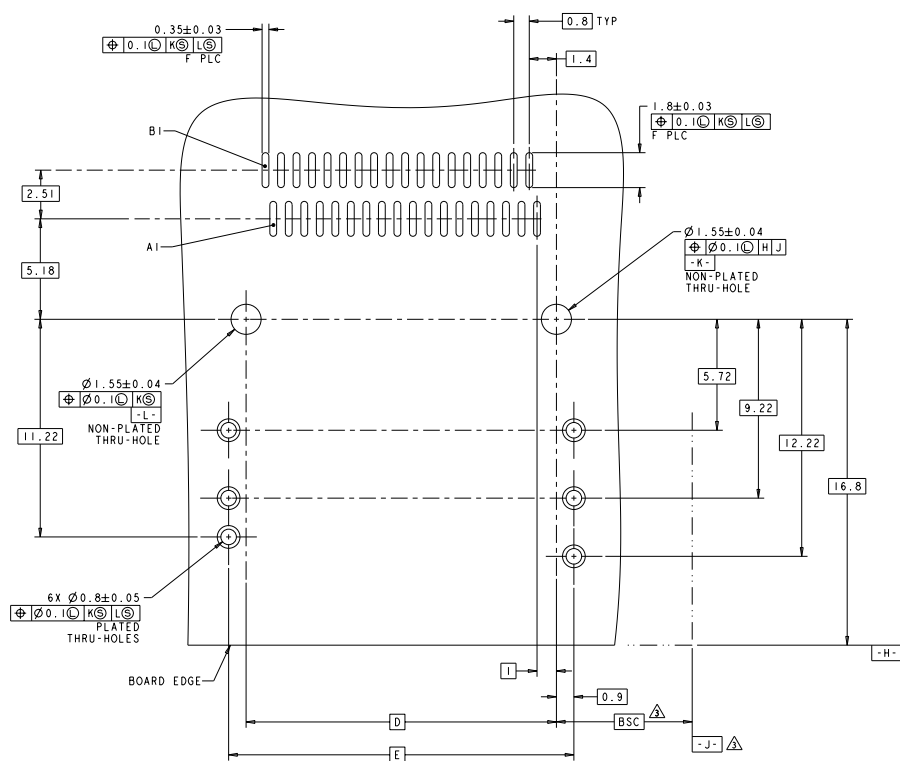 0.35±0.03
⌖ 0.1Ⓛ KⓈ LⓈ
F PLC
0.8 TYP
1.4
1.8±0.03
⌖ 0.1Ⓛ KⓈ LⓈ
F PLC
B1
2.51
A1
5.18
Ø1.55±0.04
⌖ Ø0.1Ⓛ H J
-K-
NON-PLATED
THRU-HOLE
Ø1.55±0.04
⌖ Ø0.1Ⓛ KⓈ
-L-
NON-PLATED
THRU-HOLE
11.22
5.72
9.22
12.22
16.8
6X Ø0.8±0.05
⌖ Ø0.1Ⓛ KⓈ LⓈ
PLATED
THRU-HOLES
BOARD EDGE
-H-
1
0.9
D
BSC 3
E
-J- 3